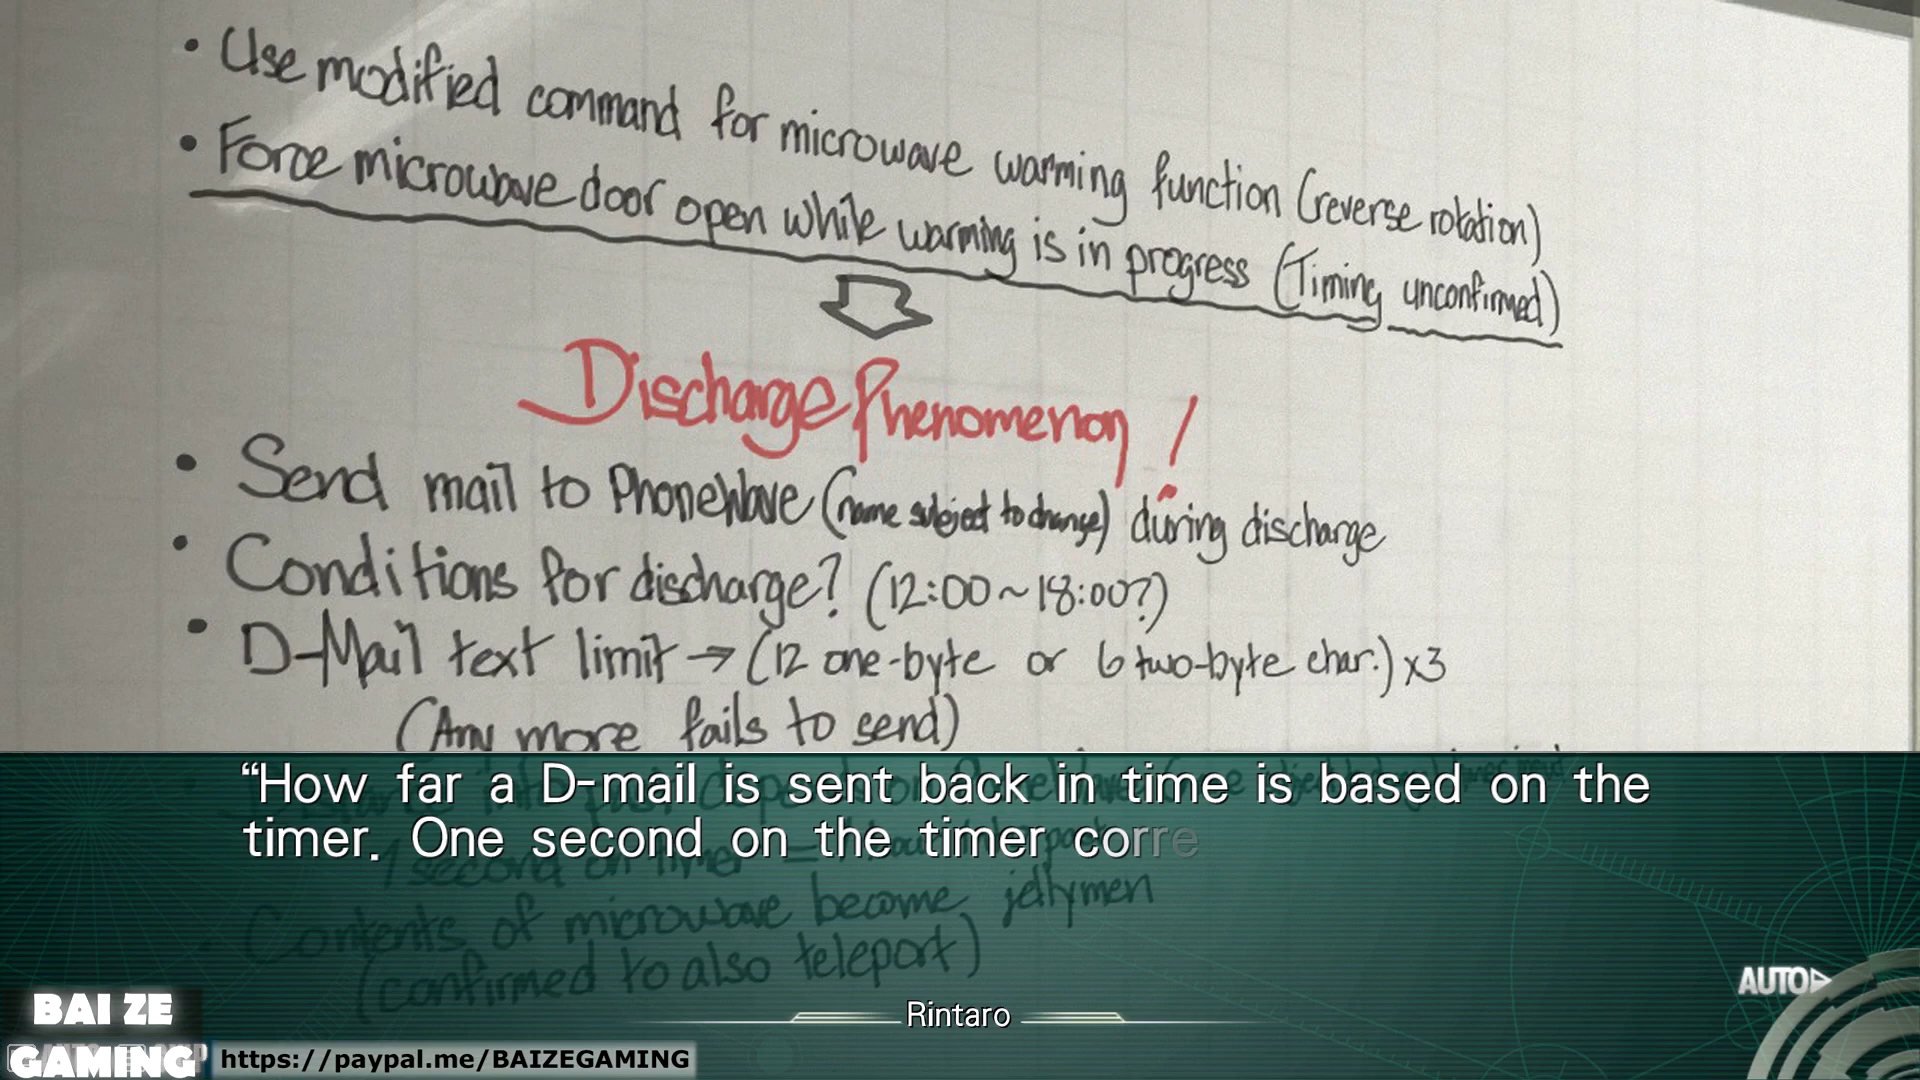 • Use modified command for microwave warming function (reverse rotation)
• Force microwave door open while warming is in progress (Timing unconfirmed)
Discharge Phenomenon!
• Send mail to PhoneWave (name subject to change) during discharge
• Conditions for discharge? (12:00~18:00?)
• D-Mail text limit → (12 one-byte or 6 two-byte char.) x3
(Any more fails to send)
“How far a D-mail is sent back in time is based on the
timer. One second on the timer corre
1 second on timer =
• Contents of microwave become jellymen
(confirmed to also teleport)
AUTO
Rintaro
BAI ZE
GAMING
https://paypal.me/BAIZEGAMING